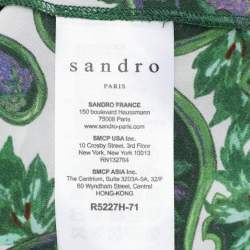 sandro
PARIS
SANDRO FRANCE
150 boulevard Haussmann
75008 Paris
www.sandro-paris.com
SMCP USA Inc.
10 Crosby Street, 3rd Floor
New York, New York 10013
RN132794
SMCP ASIA Inc.
The Centrium, Suite 3203A-5A, 32/F
60 Wyndham Street, Central
HONG-KONG
R5227H-71